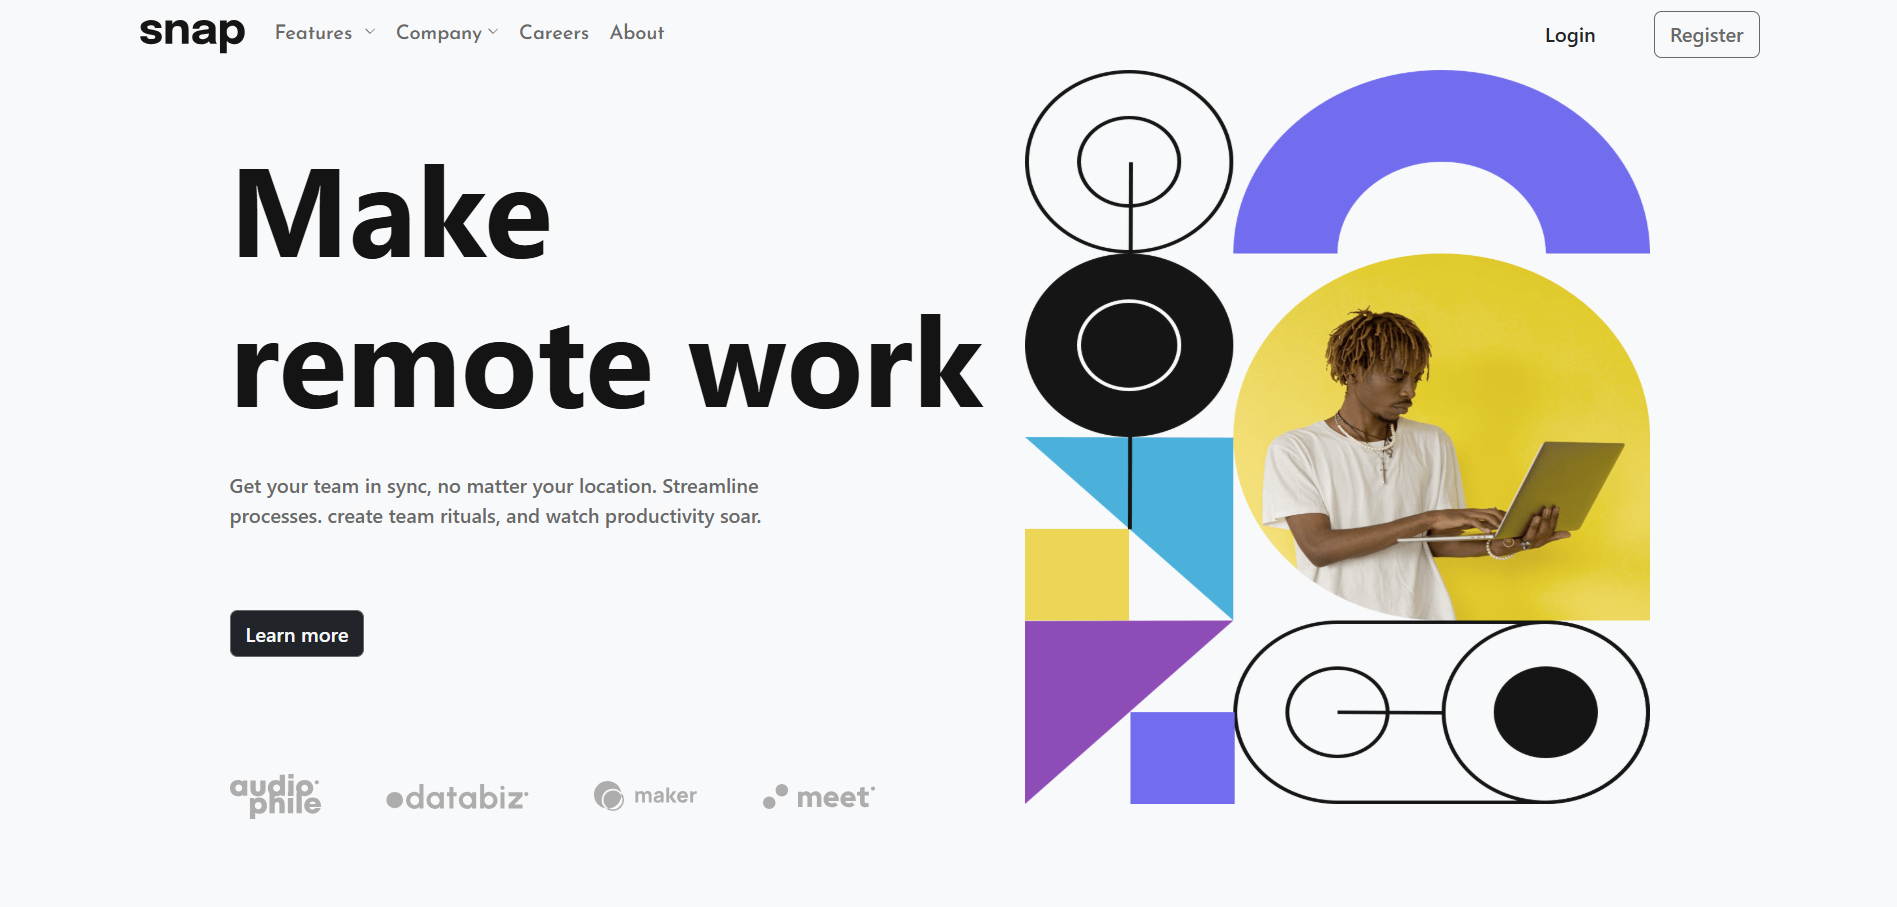 snap
Features
Company
Careers
About
Login
Register
Make
remote work
Get your team in sync, no matter your location. Streamline
processes. create team rituals, and watch productivity soar.
Learn more
audio
phile
databiz
maker
meet